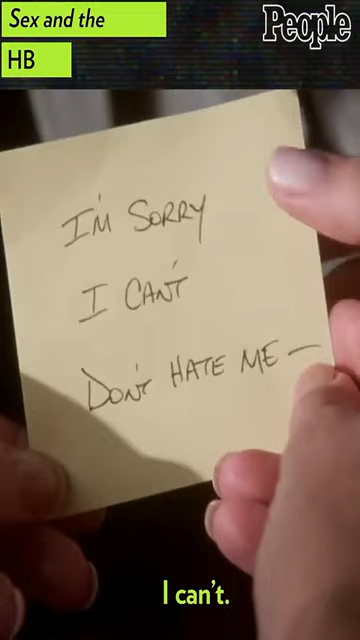 Sex and the
HB
People
I'M SORRY
I CAN'T
DON'T HATE ME —
I can't.